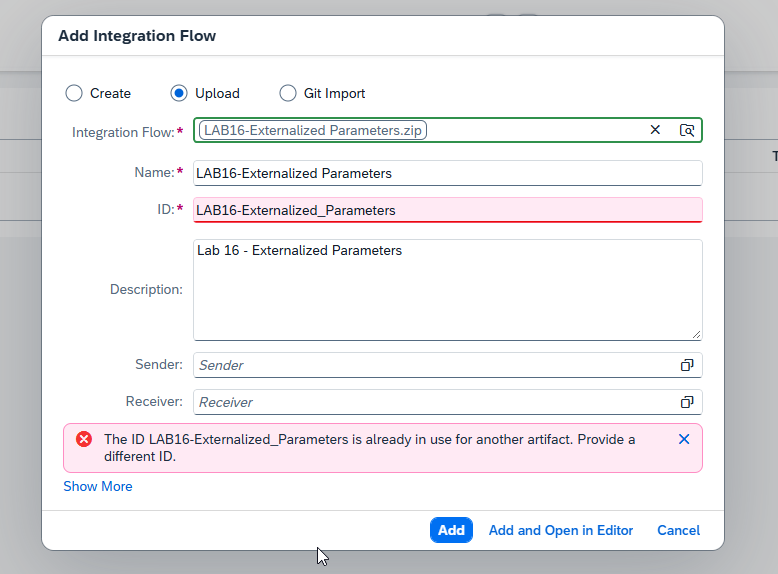 Add Integration Flow
Create Upload Git Import
Integration Flow:* LAB16-Externalized Parameters.zip
Name:* LAB16-Externalized Parameters
ID:* LAB16-Externalized_Parameters
Description: Lab 16 - Externalized Parameters
Sender: Sender
Receiver: Receiver
The ID LAB16-Externalized_Parameters is already in use for another artifact. Provide a
different ID.
Show More
Add Add and Open in Editor Cancel